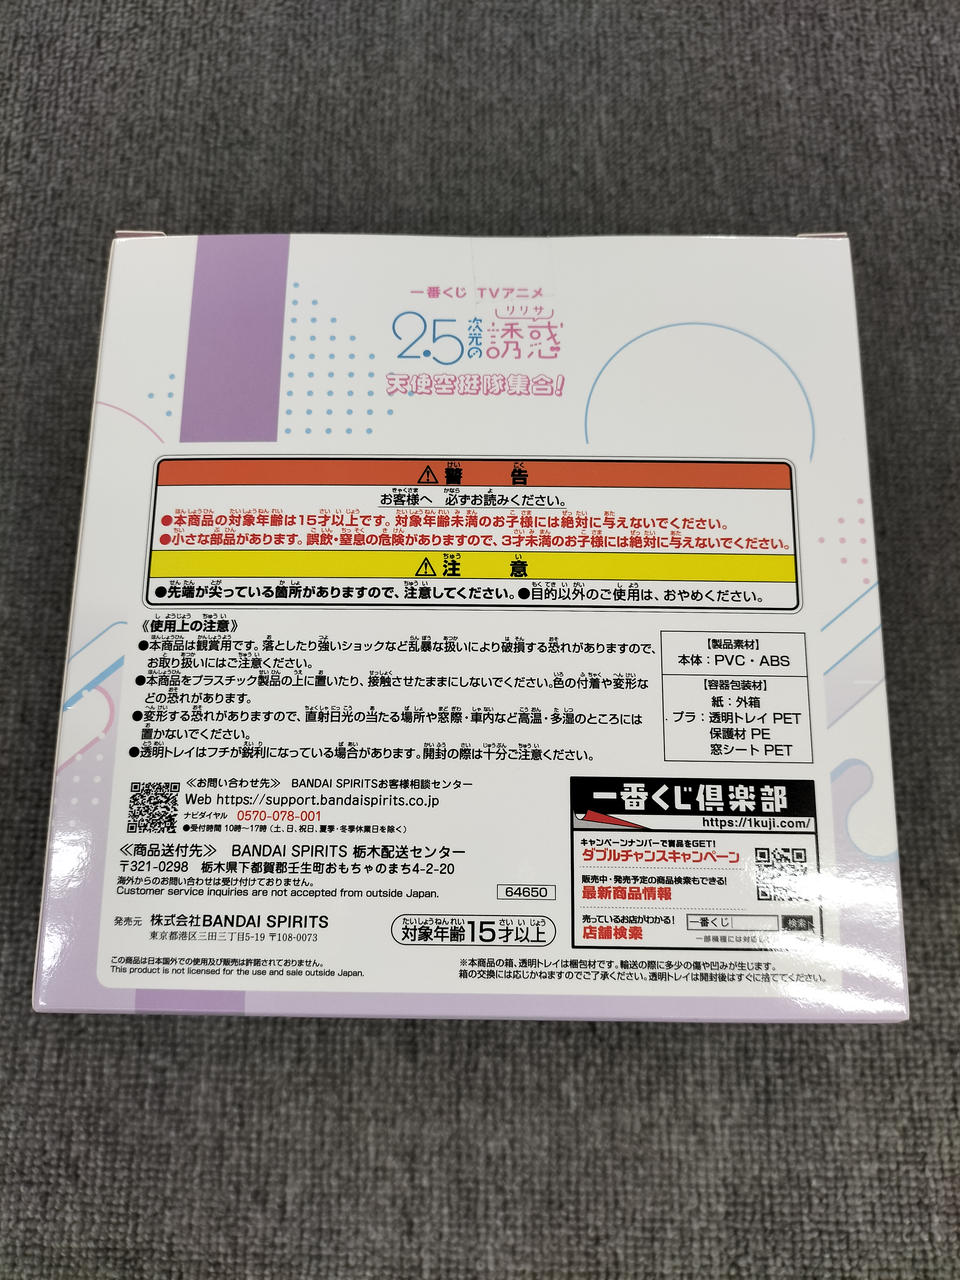 一番くじ TVアニメ
2.5次元の誘惑
リリサ
天使空挺隊集合!
⚠警告
お客様へ 必ずお読みください。
●本商品の対象年齢は15才以上です。対象年齢未満のお子様には絶対に与えないでください。
●小さな部品があります。誤飲・窒息の危険がありますので、3才未満のお子様には絶対に与えないでください。
⚠注意
●先端が尖っている箇所がありますので、注意してください。●目的以外のご使用は、おやめください。
《使用上の注意》
●本商品は観賞用です。落としたり強いショックなど乱暴な扱いにより破損する恐れがありますので、
お取り扱いにはご注意ください。
●本商品をプラスチック製品の上に置いたり、接触させたままにしないでください。色の付着や変形な
どの恐れがあります。
●変形する恐れがありますので、直射日光の当たる場所や窓際・車内など高温・多湿のところには
置かないでください。
●透明トレイはフチが鋭利になっている場合があります。開封の際は十分ご注意ください。
【製品素材】
本体:PVC・ABS
【容器包装材】
紙:外箱
プラ:透明トレイ PET
保護材 PE
窓シート PET
≪お問い合わせ先≫ BANDAI SPIRITSお客様相談センター
Web https://support.bandaispirits.co.jp
ナビダイヤル 0570-078-001
●受付時間 10時〜17時(土、日、祝日、夏季・冬季休業日を除く)
≪商品送付先≫ BANDAI SPIRITS 栃木配送センター
〒321-0298 栃木県下都賀郡壬生町おもちゃのまち4-2-20
海外からのお問い合わせは受け付けておりません。
Customer service inquiries are not accepted from outside Japan.
64650
発売元 株式会社BANDAI SPIRITS
東京都港区三田三丁目5-19 〒108-0073
対象年齢15才以上
この商品は日本国外での使用及び販売は許諾されておりません。
This product is not licensed for the use and sale outside Japan.
一番くじ倶楽部
https://1kuji.com/
キャンペーンナンバーで賞品をGET!
ダブルチャンスキャンペーン
販売中・発売予定の商品検索もできる!
最新商品情報
売っているお店がわかる!
店舗検索
一番くじ 検索
一部機種には対応
※本商品の箱、透明トレイは梱包材です。輸送の際に多少の傷や凹みが生じます。
箱の交換には応じかねますのでご了承ください。透明トレイは開封後はすぐに捨ててください。